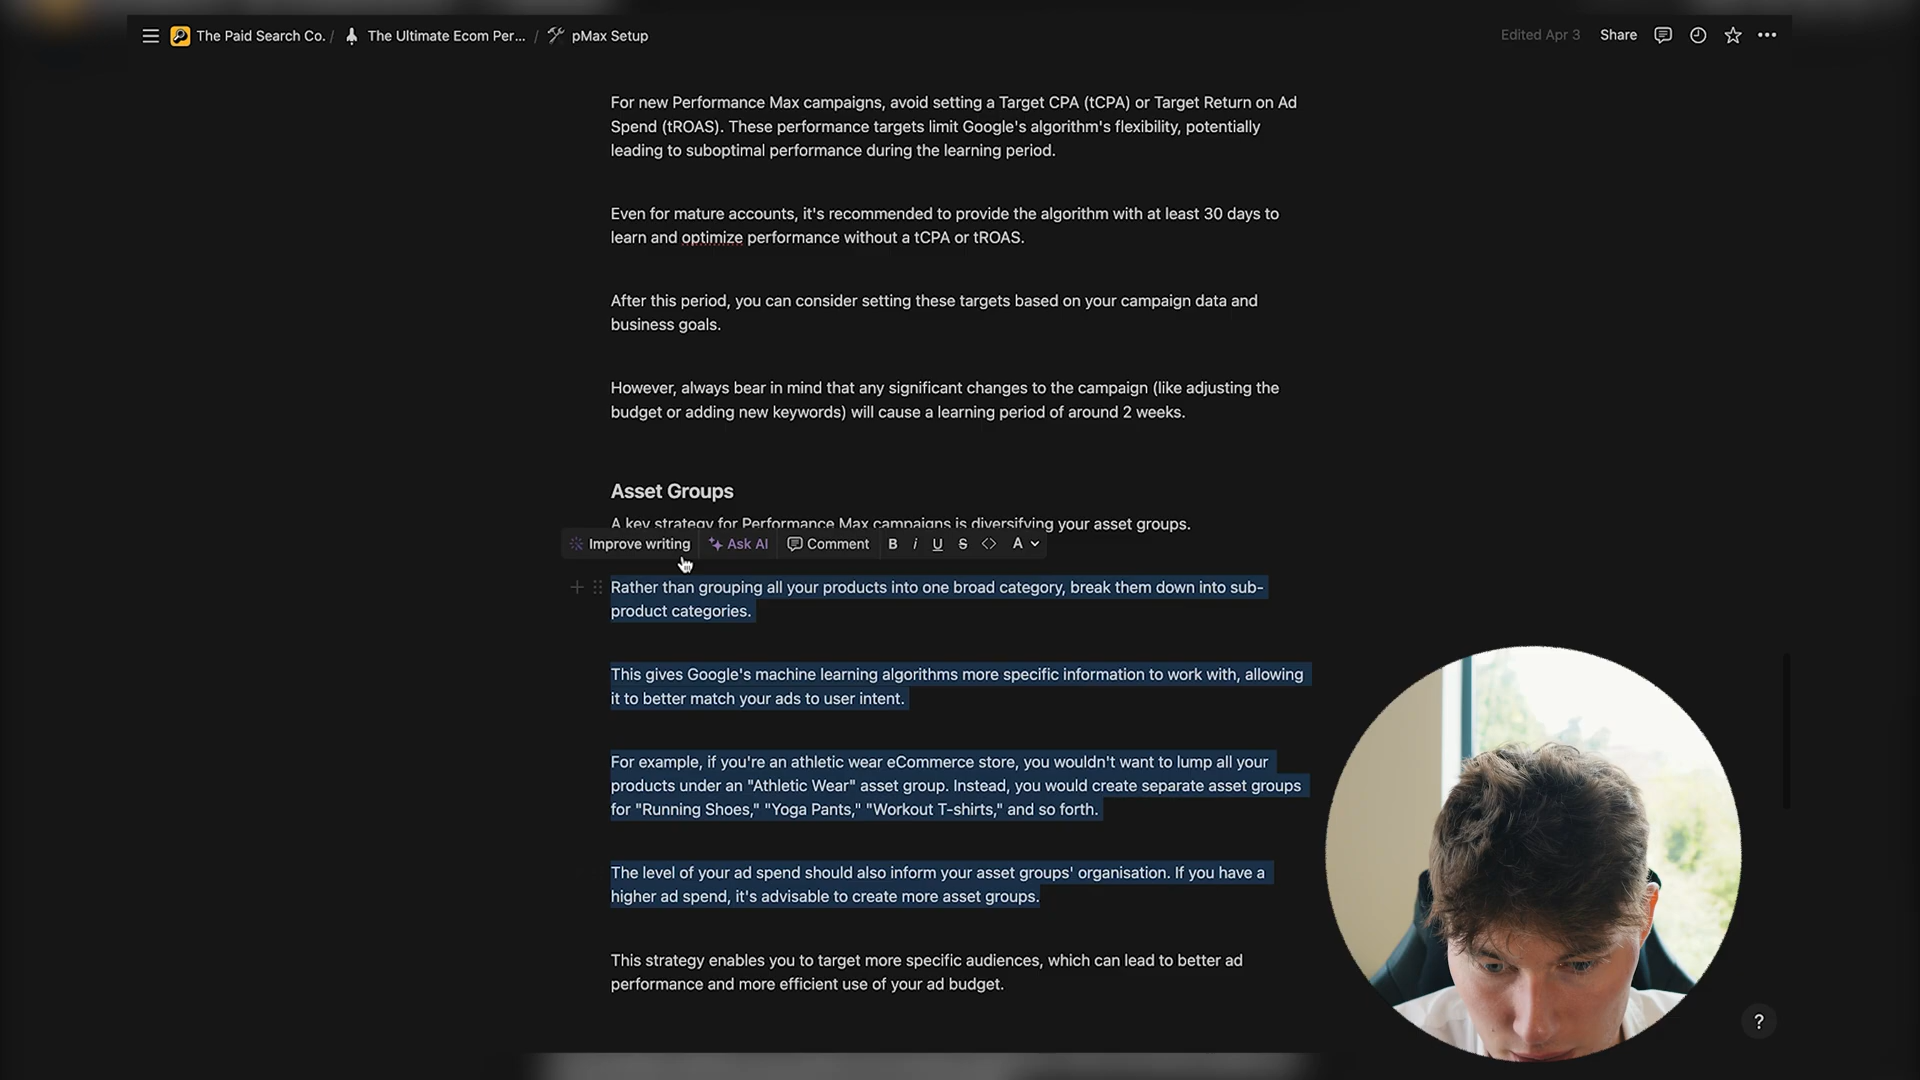 The Paid Search Co. / The Ultimate Ecom Per... / pMax Setup
Edited Apr 3 Share
For new Performance Max campaigns, avoid setting a Target CPA (tCPA) or Target Return on Ad
Spend (tROAS). These performance targets limit Google's algorithm's flexibility, potentially
leading to suboptimal performance during the learning period.
Even for mature accounts, it's recommended to provide the algorithm with at least 30 days to
learn and optimize performance without a tCPA or tROAS.
After this period, you can consider setting these targets based on your campaign data and
business goals.
However, always bear in mind that any significant changes to the campaign (like adjusting the
budget or adding new keywords) will cause a learning period of around 2 weeks.
Asset Groups
A key strategy for Performance Max campaigns is diversifying your asset groups.
Improve writing Ask AI Comment B i U S <> A
Rather than grouping all your products into one broad category, break them down into sub-
product categories.
This gives Google's machine learning algorithms more specific information to work with, allowing
it to better match your ads to user intent.
For example, if you're an athletic wear eCommerce store, you wouldn't want to lump all your
products under an "Athletic Wear" asset group. Instead, you would create separate asset groups
for "Running Shoes," "Yoga Pants," "Workout T-shirts," and so forth.
The level of your ad spend should also inform your asset groups' organisation. If you have a
higher ad spend, it's advisable to create more asset groups.
This strategy enables you to target more specific audiences, which can lead to better ad
performance and more efficient use of your ad budget.
?